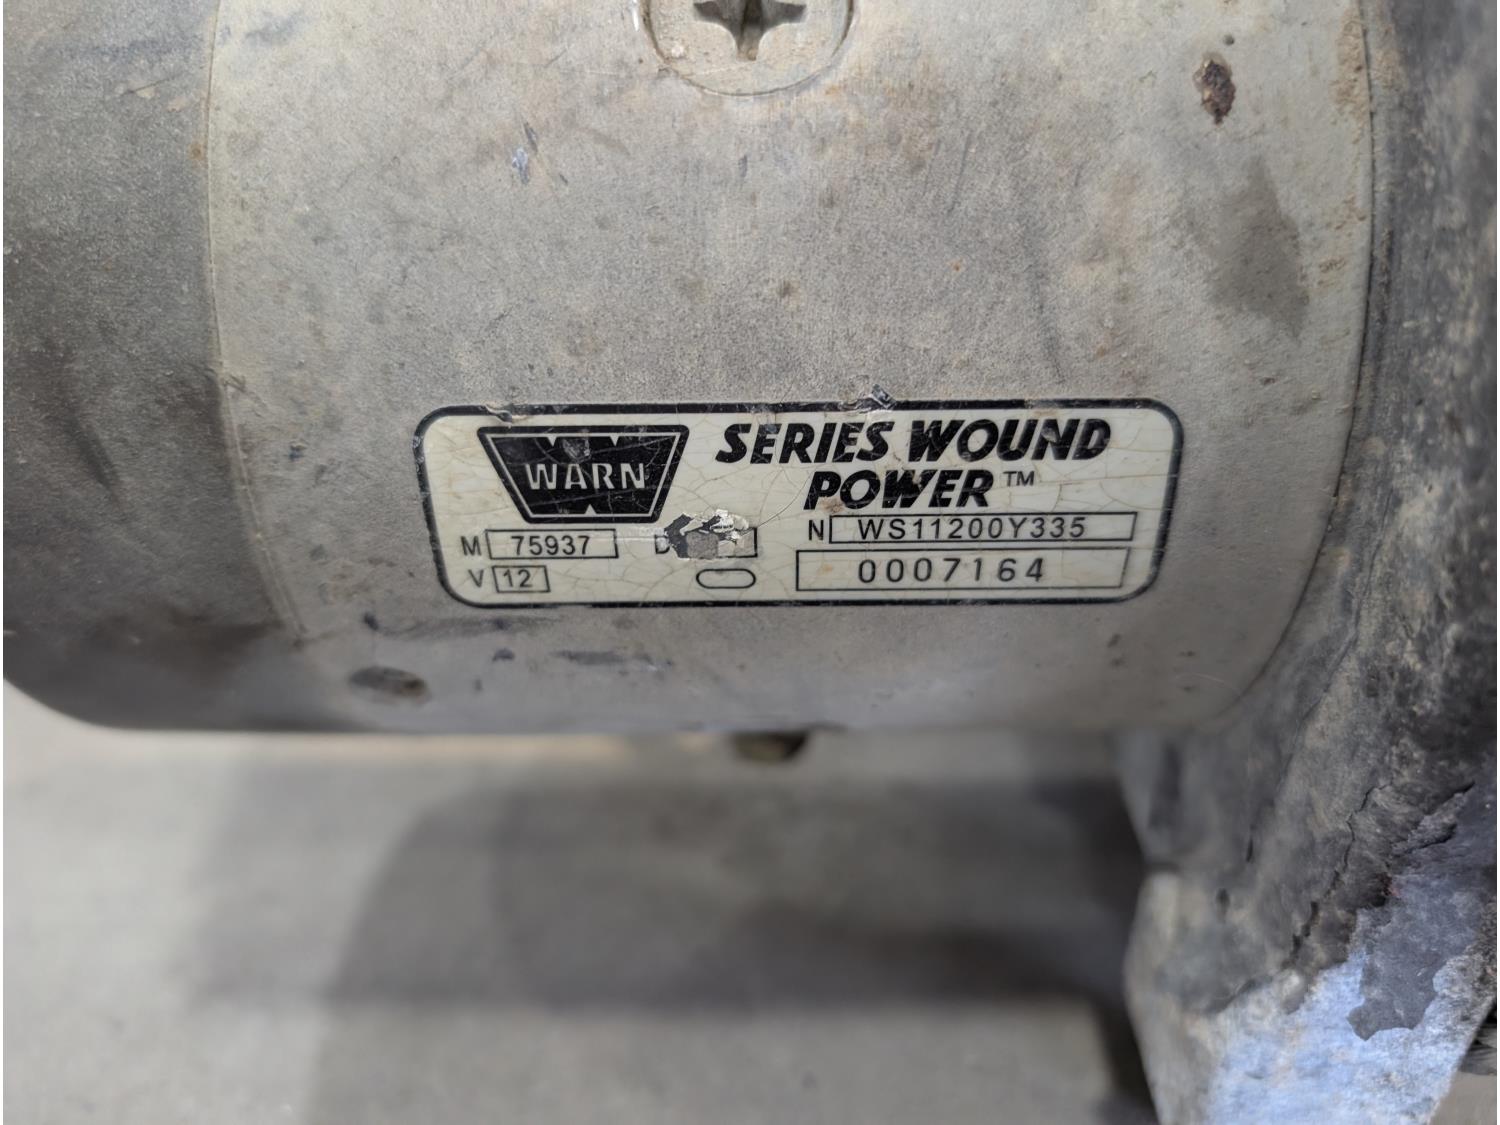 WARN
SERIES WOUND
POWER™
M 75937 D N WS11200Y335
V 12 0007164